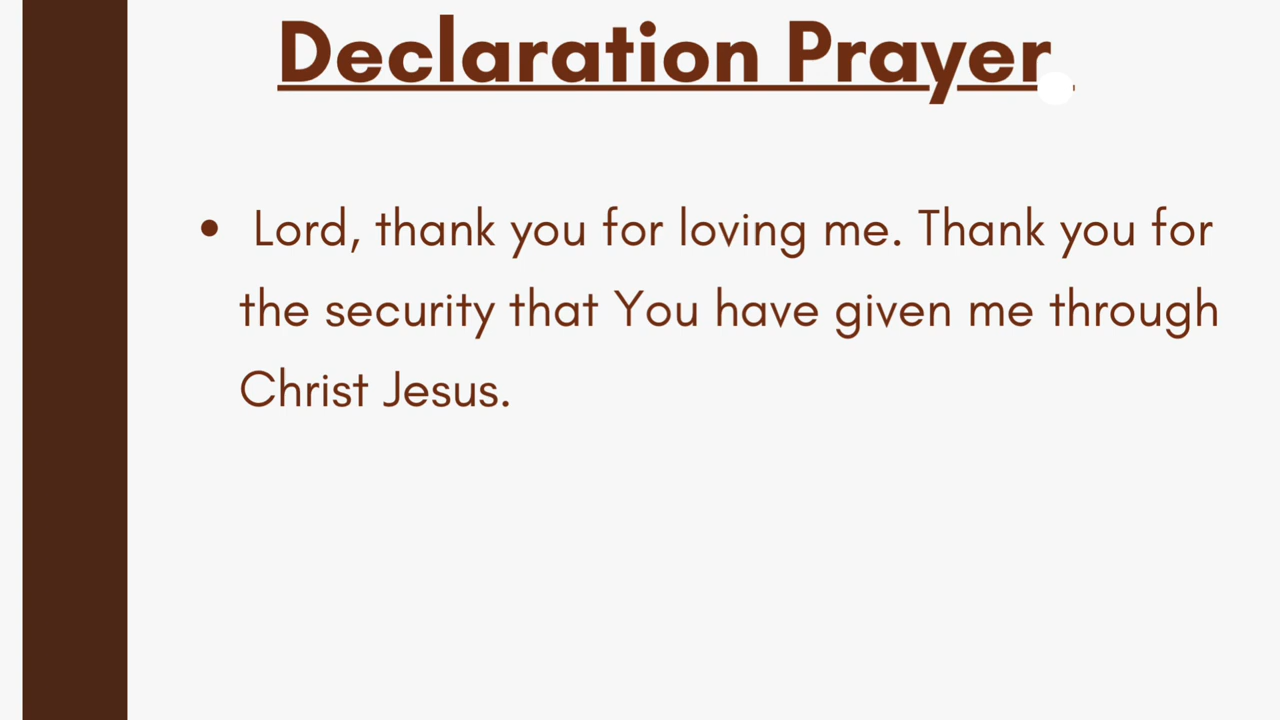 Declaration Prayer
• Lord, thank you for loving me. Thank you for
the security that You have given me through
Christ Jesus.